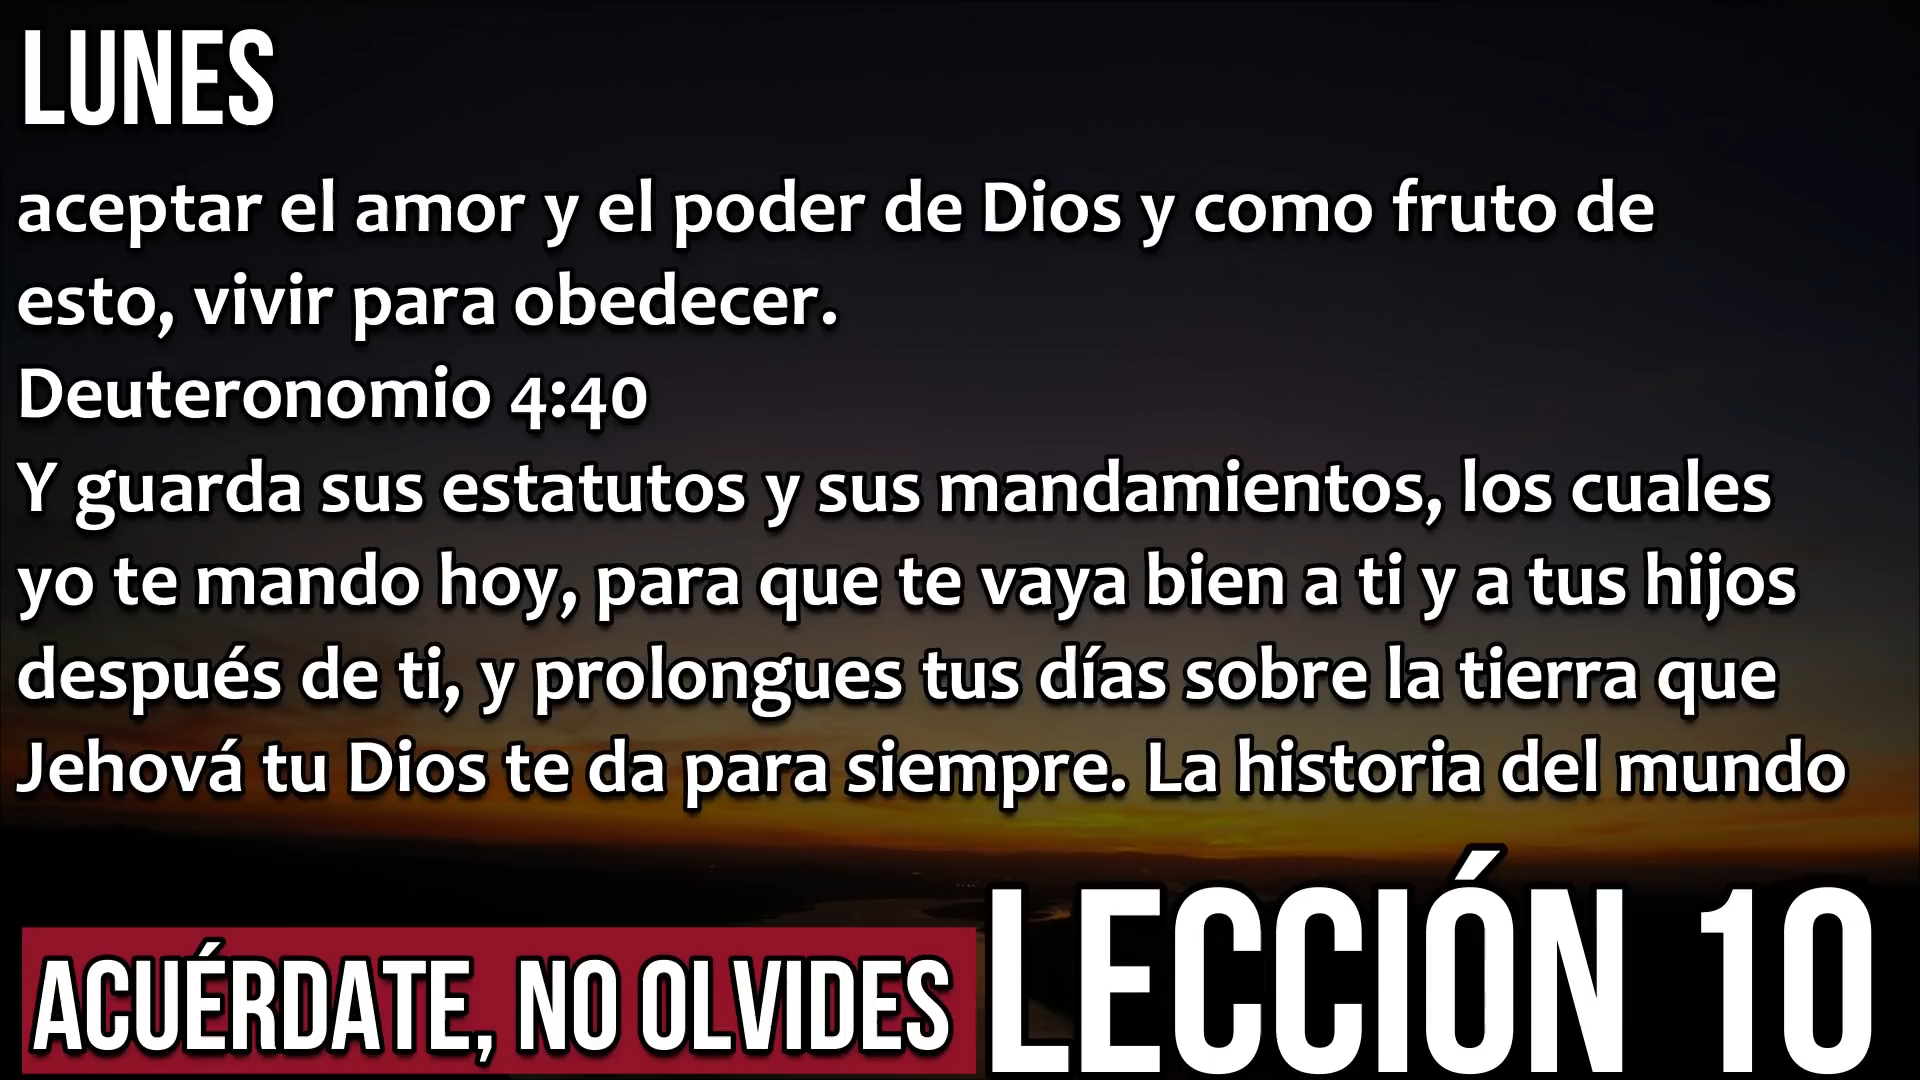 LUNES
aceptar el amor y el poder de Dios y como fruto de
esto, vivir para obedecer.
Deuteronomio 4:40
Y guarda sus estatutos y sus mandamientos, los cuales
yo te mando hoy, para que te vaya bien a ti y a tus hijos
después de ti, y prolongues tus días sobre la tierra que
Jehová tu Dios te da para siempre. La historia del mundo
ACUÉRDATE, NO OLVIDES
LECCIÓN 10